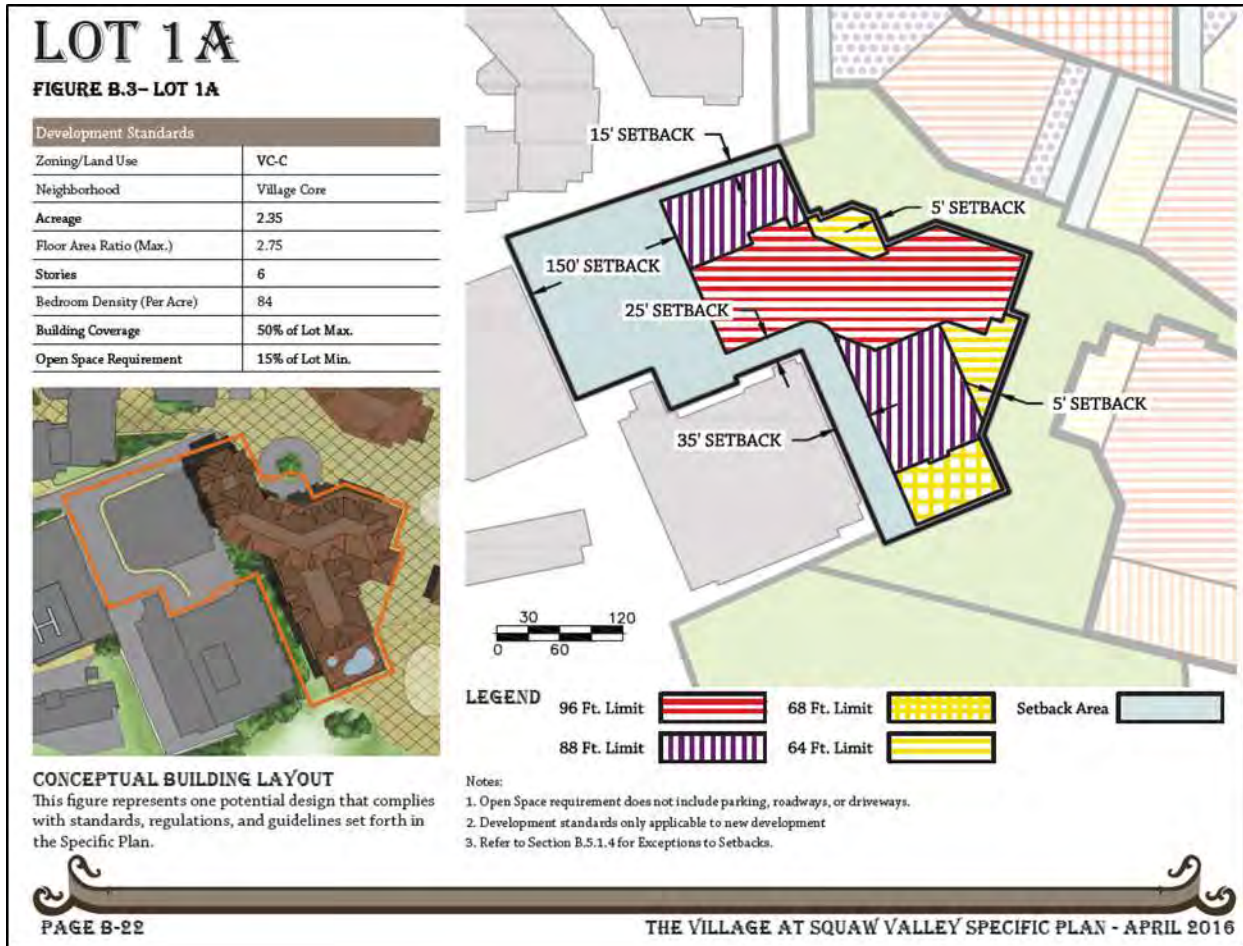 LOT 1A
FIGURE B.3– LOT 1A
Development Standards
Zoning/Land Use VC-C
Neighborhood Village Core
Acreage 2.35
Floor Area Ratio (Max.) 2.75
Stories 6
Bedroom Density (Per Acre) 84
Building Coverage 50% of Lot Max.
Open Space Requirement 15% of Lot Min.
H
CONCEPTUAL BUILDING LAYOUT
This figure represents one potential design that complies
with standards, regulations, and guidelines set forth in
the Specific Plan.
15' SETBACK
5' SETBACK
150' SETBACK
25' SETBACK
5' SETBACK
35' SETBACK
30 120
0 60
LEGEND
96 Ft. Limit 68 Ft. Limit Setback Area
88 Ft. Limit 64 Ft. Limit
Notes:
1. Open Space requirement does not include parking, roadways, or driveways.
2. Development standards only applicable to new development
3. Refer to Section B.5.1.4 for Exceptions to Setbacks.
PAGE B-22 THE VILLAGE AT SQUAW VALLEY SPECIFIC PLAN - APRIL 2016